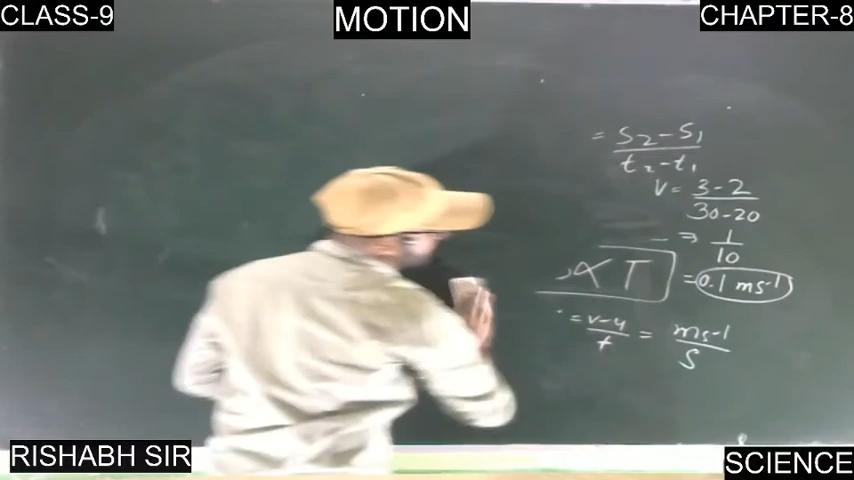 CLASS-9
MOTION
CHAPTER-8
= S2-S1
t2-t1
V = 3-2
30-20
⇒ 1
10
∝ T
= 0.1 ms-1
= v-u
t
= ms-1
S
RISHABH SIR
SCIENCE